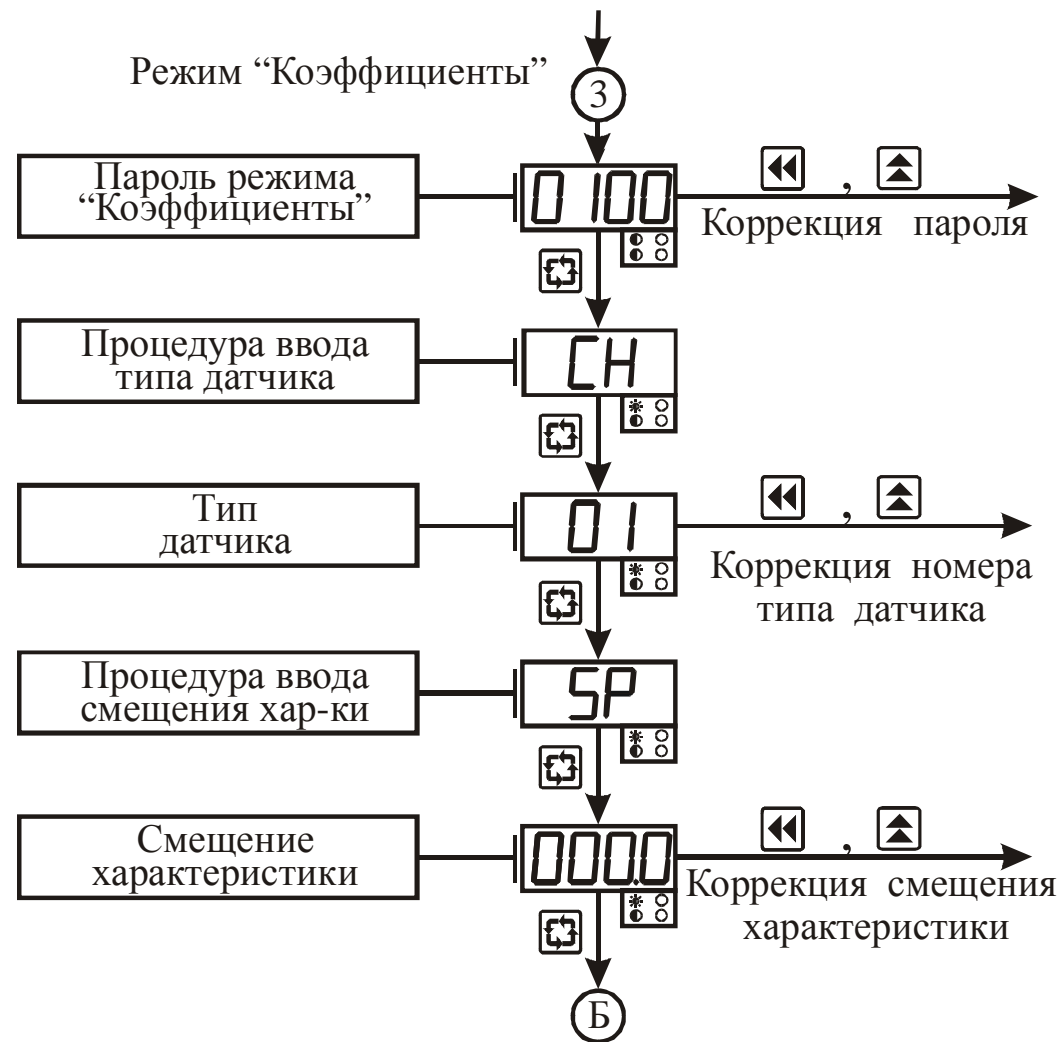 Режим “Коэффициенты”
3
Пароль режима
“Коэффициенты”
0100
,
Коррекция пароля
Процедура ввода
типа датчика
CH
Тип
датчика
01
,
Коррекция номера
типа датчика
Процедура ввода
смещения хар-ки
SP
Смещение
характеристики
000.0
,
Коррекция смещения
характеристики
Б